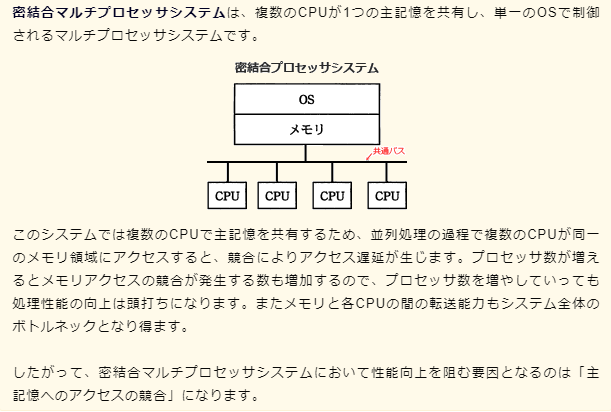 密結合マルチプロセッサシステムは、複数のCPUが1つの主記憶を共有し、単一のOSで制御
されるマルチプロセッサシステムです。
密結合プロセッサシステム
OS
メモリ
共通バス
CPU CPU CPU CPU
このシステムでは複数のCPUで主記憶を共有するため、並列処理の過程で複数のCPUが同一
のメモリ領域にアクセスすると、競合によりアクセス遅延が生じます。プロセッサ数が増え
るとメモリアクセスの競合が発生する数も増加するので、プロセッサ数を増やしていっても
処理性能の向上は頭打ちになります。またメモリと各CPUの間の転送能力もシステム全体の
ボトルネックとなり得ます。
したがって、密結合マルチプロセッサシステムにおいて性能向上を阻む要因となるのは「主
記憶へのアクセスの競合」になります。